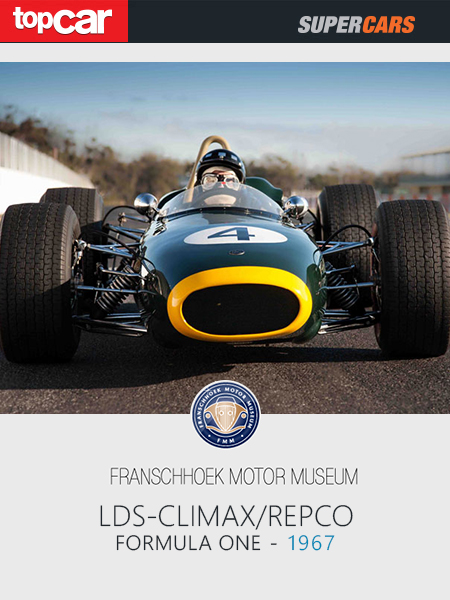 topcar
SUPERCARS
4
FRANSCHHOEK MOTOR MUSEUM
FMM
FRANSCHHOEK MOTOR MUSEUM
LDS-CLIMAX/REPCO
FORMULA ONE - 1967